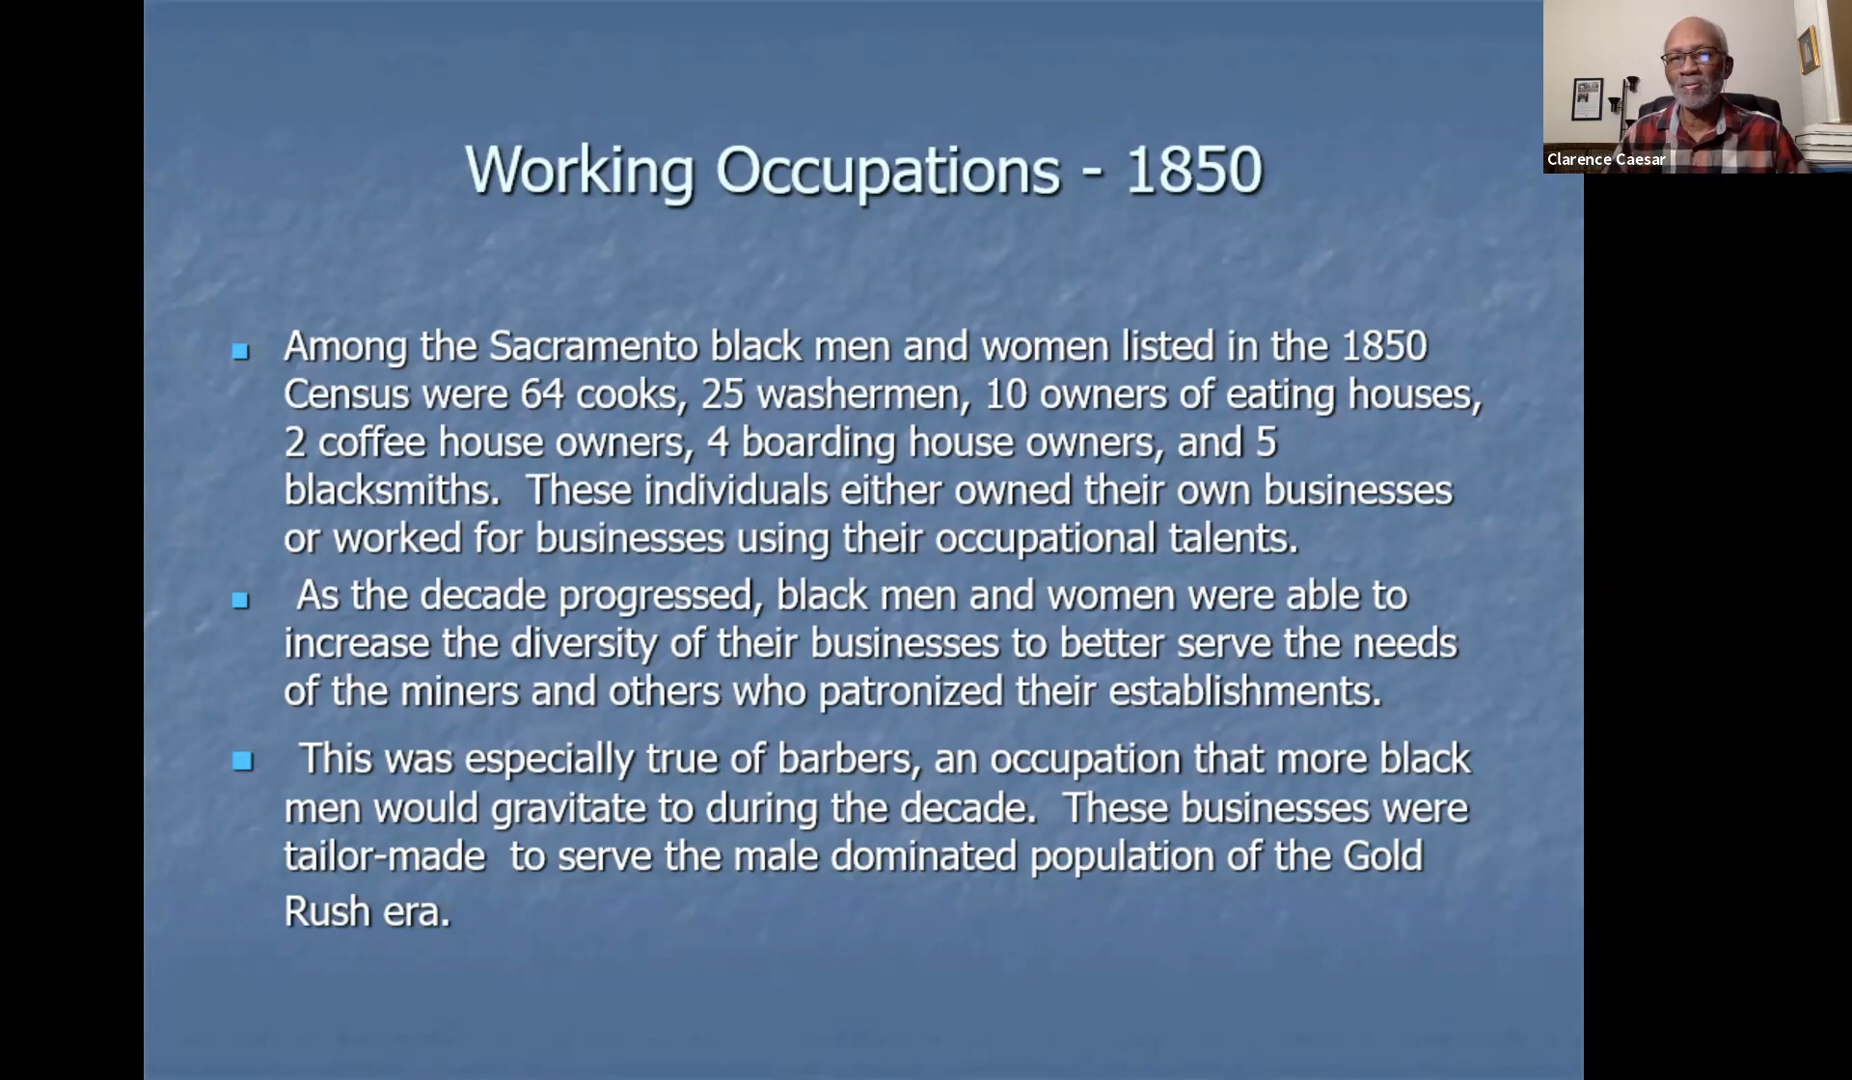 Working Occupations - 1850
Clarence Caesar
Among the Sacramento black men and women listed in the 1850
Census were 64 cooks, 25 washermen, 10 owners of eating houses,
2 coffee house owners, 4 boarding house owners, and 5
blacksmiths.  These individuals either owned their own businesses
or worked for businesses using their occupational talents.
As the decade progressed, black men and women were able to
increase the diversity of their businesses to better serve the needs
of the miners and others who patronized their establishments.
This was especially true of barbers, an occupation that more black
men would gravitate to during the decade.  These businesses were
tailor-made  to serve the male dominated population of the Gold
Rush era.